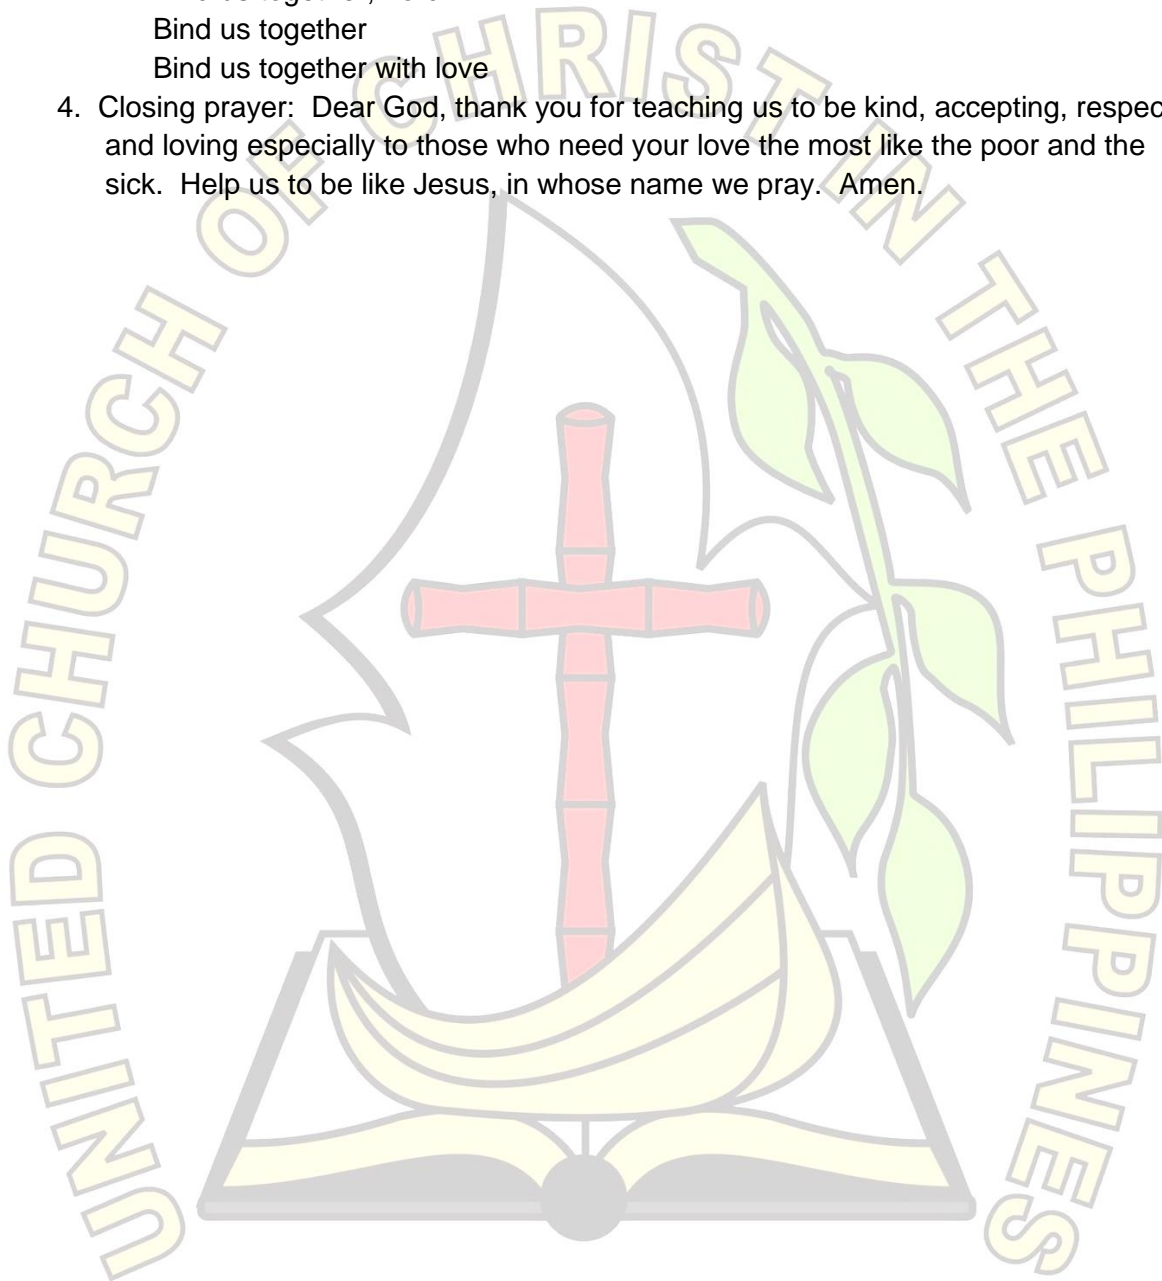 Bind us together
Bind us together with love
4. Closing prayer: Dear God, thank you for teaching us to be kind, accepting,
and loving especially to those who need your love the most like the poor and the
sick. Help us to be like Jesus, in whose name we pray. Amen.
UNITED CHURCH OF CHRIST IN THE PHILIPPINES